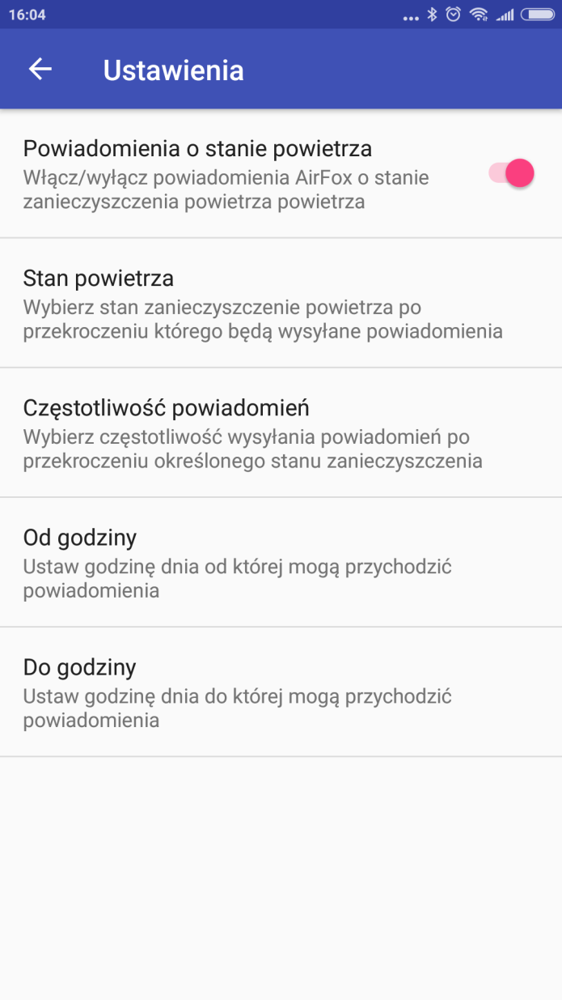 16:04
Ustawienia
Powiadomienia o stanie powietrza
Włącz/wyłącz powiadomienia AirFox o stanie
zanieczyszczenia powietrza powietrza
Stan powietrza
Wybierz stan zanieczyszczenie powietrza po
przekroczeniu którego będą wysyłane powiadomienia
Częstotliwość powiadomień
Wybierz częstotliwość wysyłania powiadomień po
przekroczeniu określonego stanu zanieczyszczenia
Od godziny
Ustaw godzinę dnia od której mogą przychodzić
powiadomienia
Do godziny
Ustaw godzinę dnia do której mogą przychodzić
powiadomienia